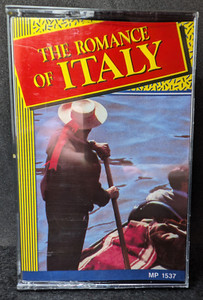 THE ROMANCE
OF ITALY
MP 1537